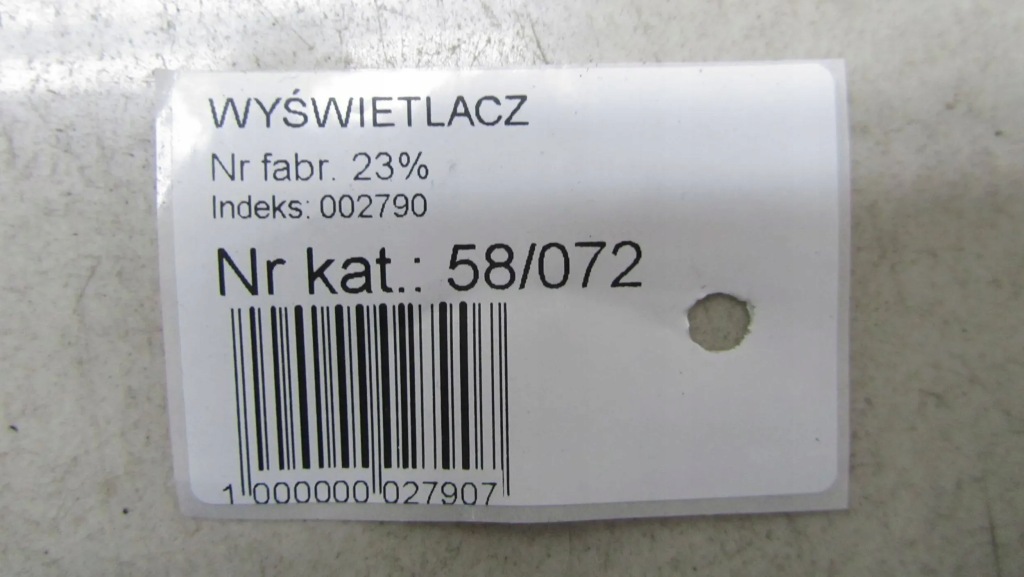 WYŚWIETLACZ
Nr fabr. 23%
Indeks: 002790
Nr kat.: 58/072
1 000000 027907